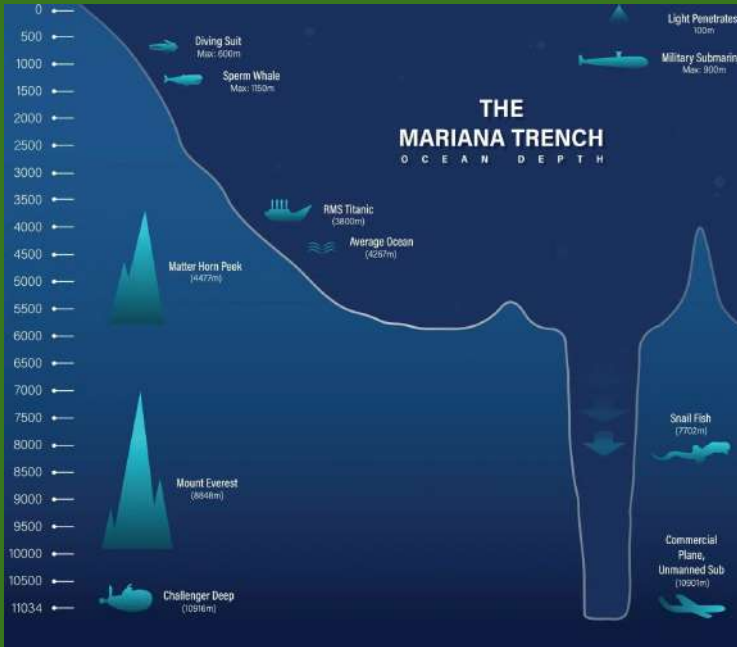 0
500
1000
1500
2000
2500
3000
3500
4000
4500
5000
5500
6000
6500
7000
7500
8000
8500
9000
9500
10000
10500
11034
Diving Suit
Max: 600m
Sperm Whale
Max: 1150m
Light Penetrates
100m
Military Submarin
Max: 900m
THE
MARIANA TRENCH
OCEAN DEPTH
RMS Titanic
(3800m)
Average Ocean
(4267m)
Matter Horn Peek
(4477m)
Mount Everest
(8848m)
Snail Fish
(7702m)
Commercial
Plane,
Unmanned Sub
(10901m)
Challenger Deep
(10916m)